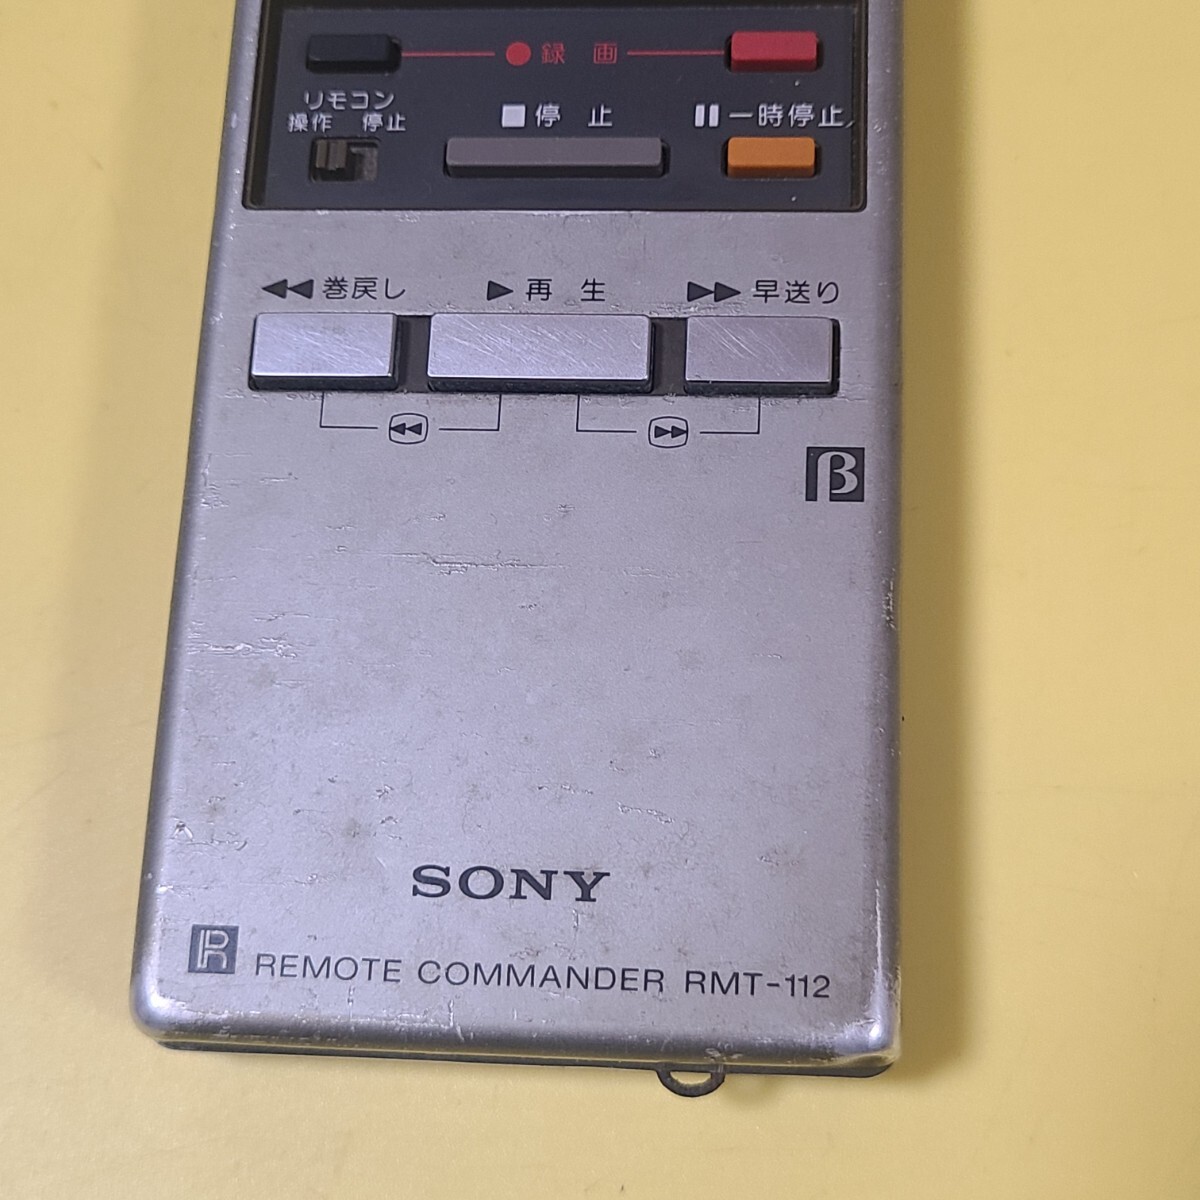 ● 録画
リモコン
操作 停止
■ 停止
❚❚ 一時停止
◀◀ 巻戻し
▶ 再生
▶▶ 早送り
β
SONY
R REMOTE COMMANDER RMT-112